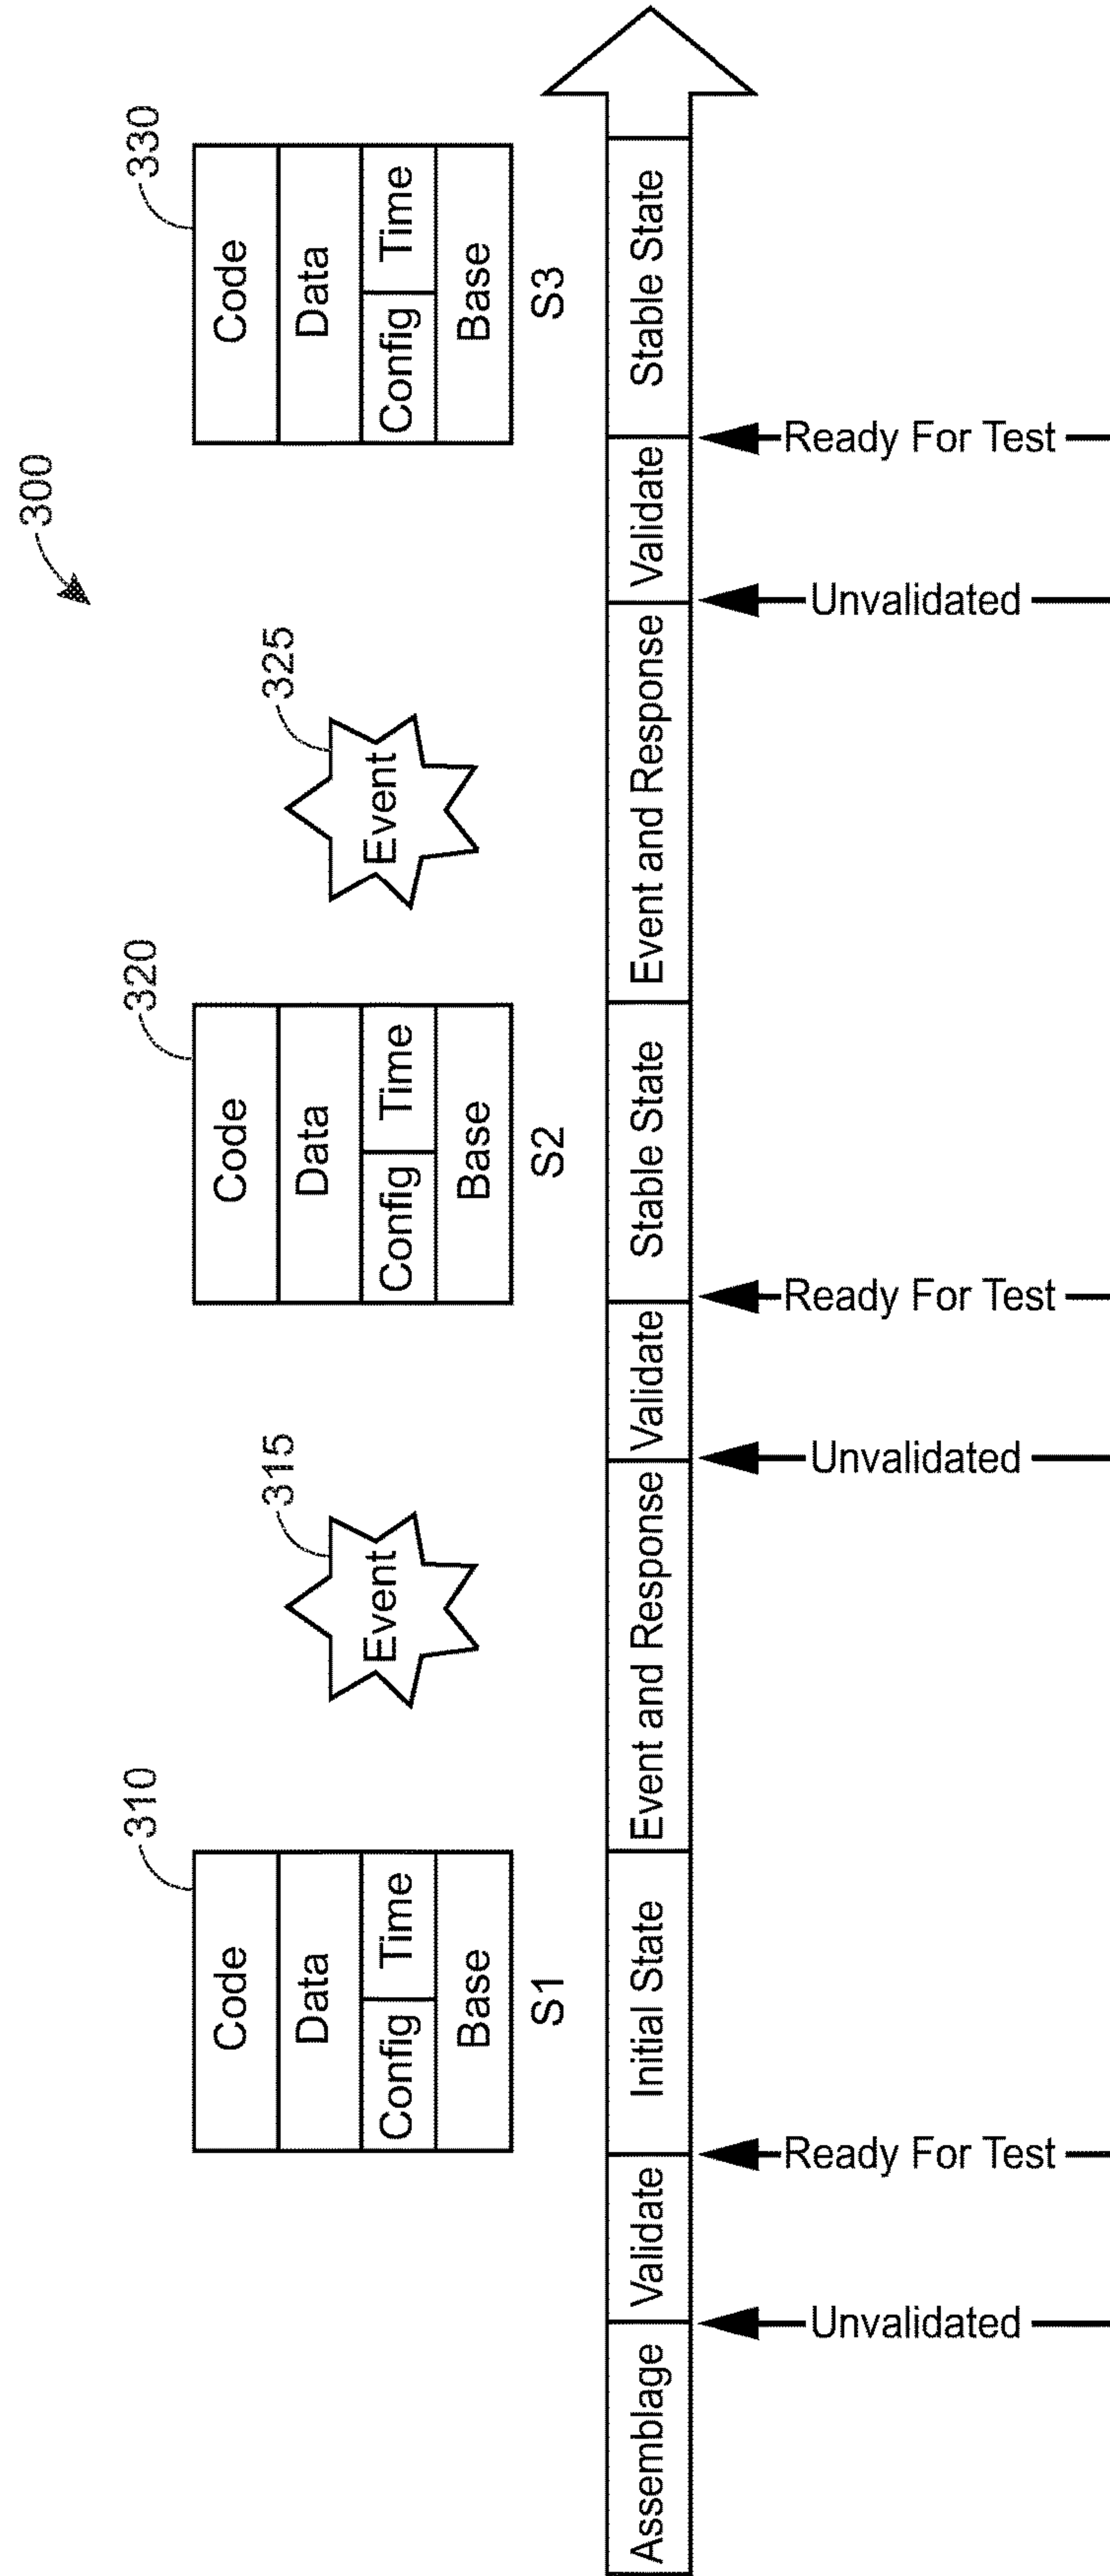 300
310
320
330
Code
Data
Config
Time
Base
S1
315
Event
Code
Data
Config
Time
Base
S2
325
Event
Code
Data
Config
Time
Base
S3
Assemblage
Validate
Initial State
Event and Response
Validate
Stable State
Event and Response
Validate
Stable State
Unvalidated
Ready For Test
Unvalidated
Ready For Test
Unvalidated
Ready For Test